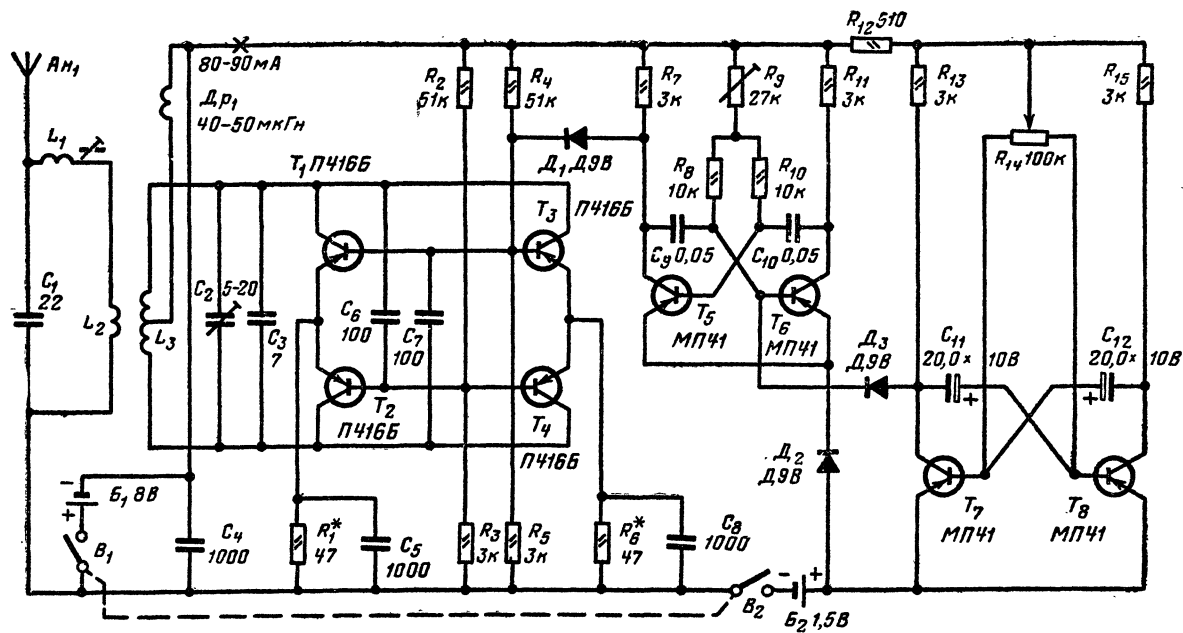 Ан₁
80-90мА
Др₁
40-50мкГн
L₁
L₂
L₃
C₁
22
C₂ 5-20
C₃
7
T₁ П416Б
R₂
51к
R₄
51к
Д₁ Д9В
R₇
3к
R₉
27к
R₈
10к
R₁₀
10к
R₁₁
3к
R₁₂ 510
R₁₃
3к
R₁₄ 100к
R₁₅
3к
T₃ П416Б
C₆
100
C₇
100
T₂
П416Б
T₄
П416Б
C₉ 0,05
C₁₀ 0,05
T₅
МП41
T₆
МП41
Д₃
Д9В
C₁₁
20,0 х 10В
+
C₁₂
20,0 х 10В
+
Д₂
Д9В
T₇
МП41
T₈
МП41
-
+
Б₁ 8В
В₁
C₄
1000
R₁*
47
C₅
1000
R₃
3к
R₅
3к
R₆*
47
C₈
1000
В₂
- +
Б₂ 1,5В